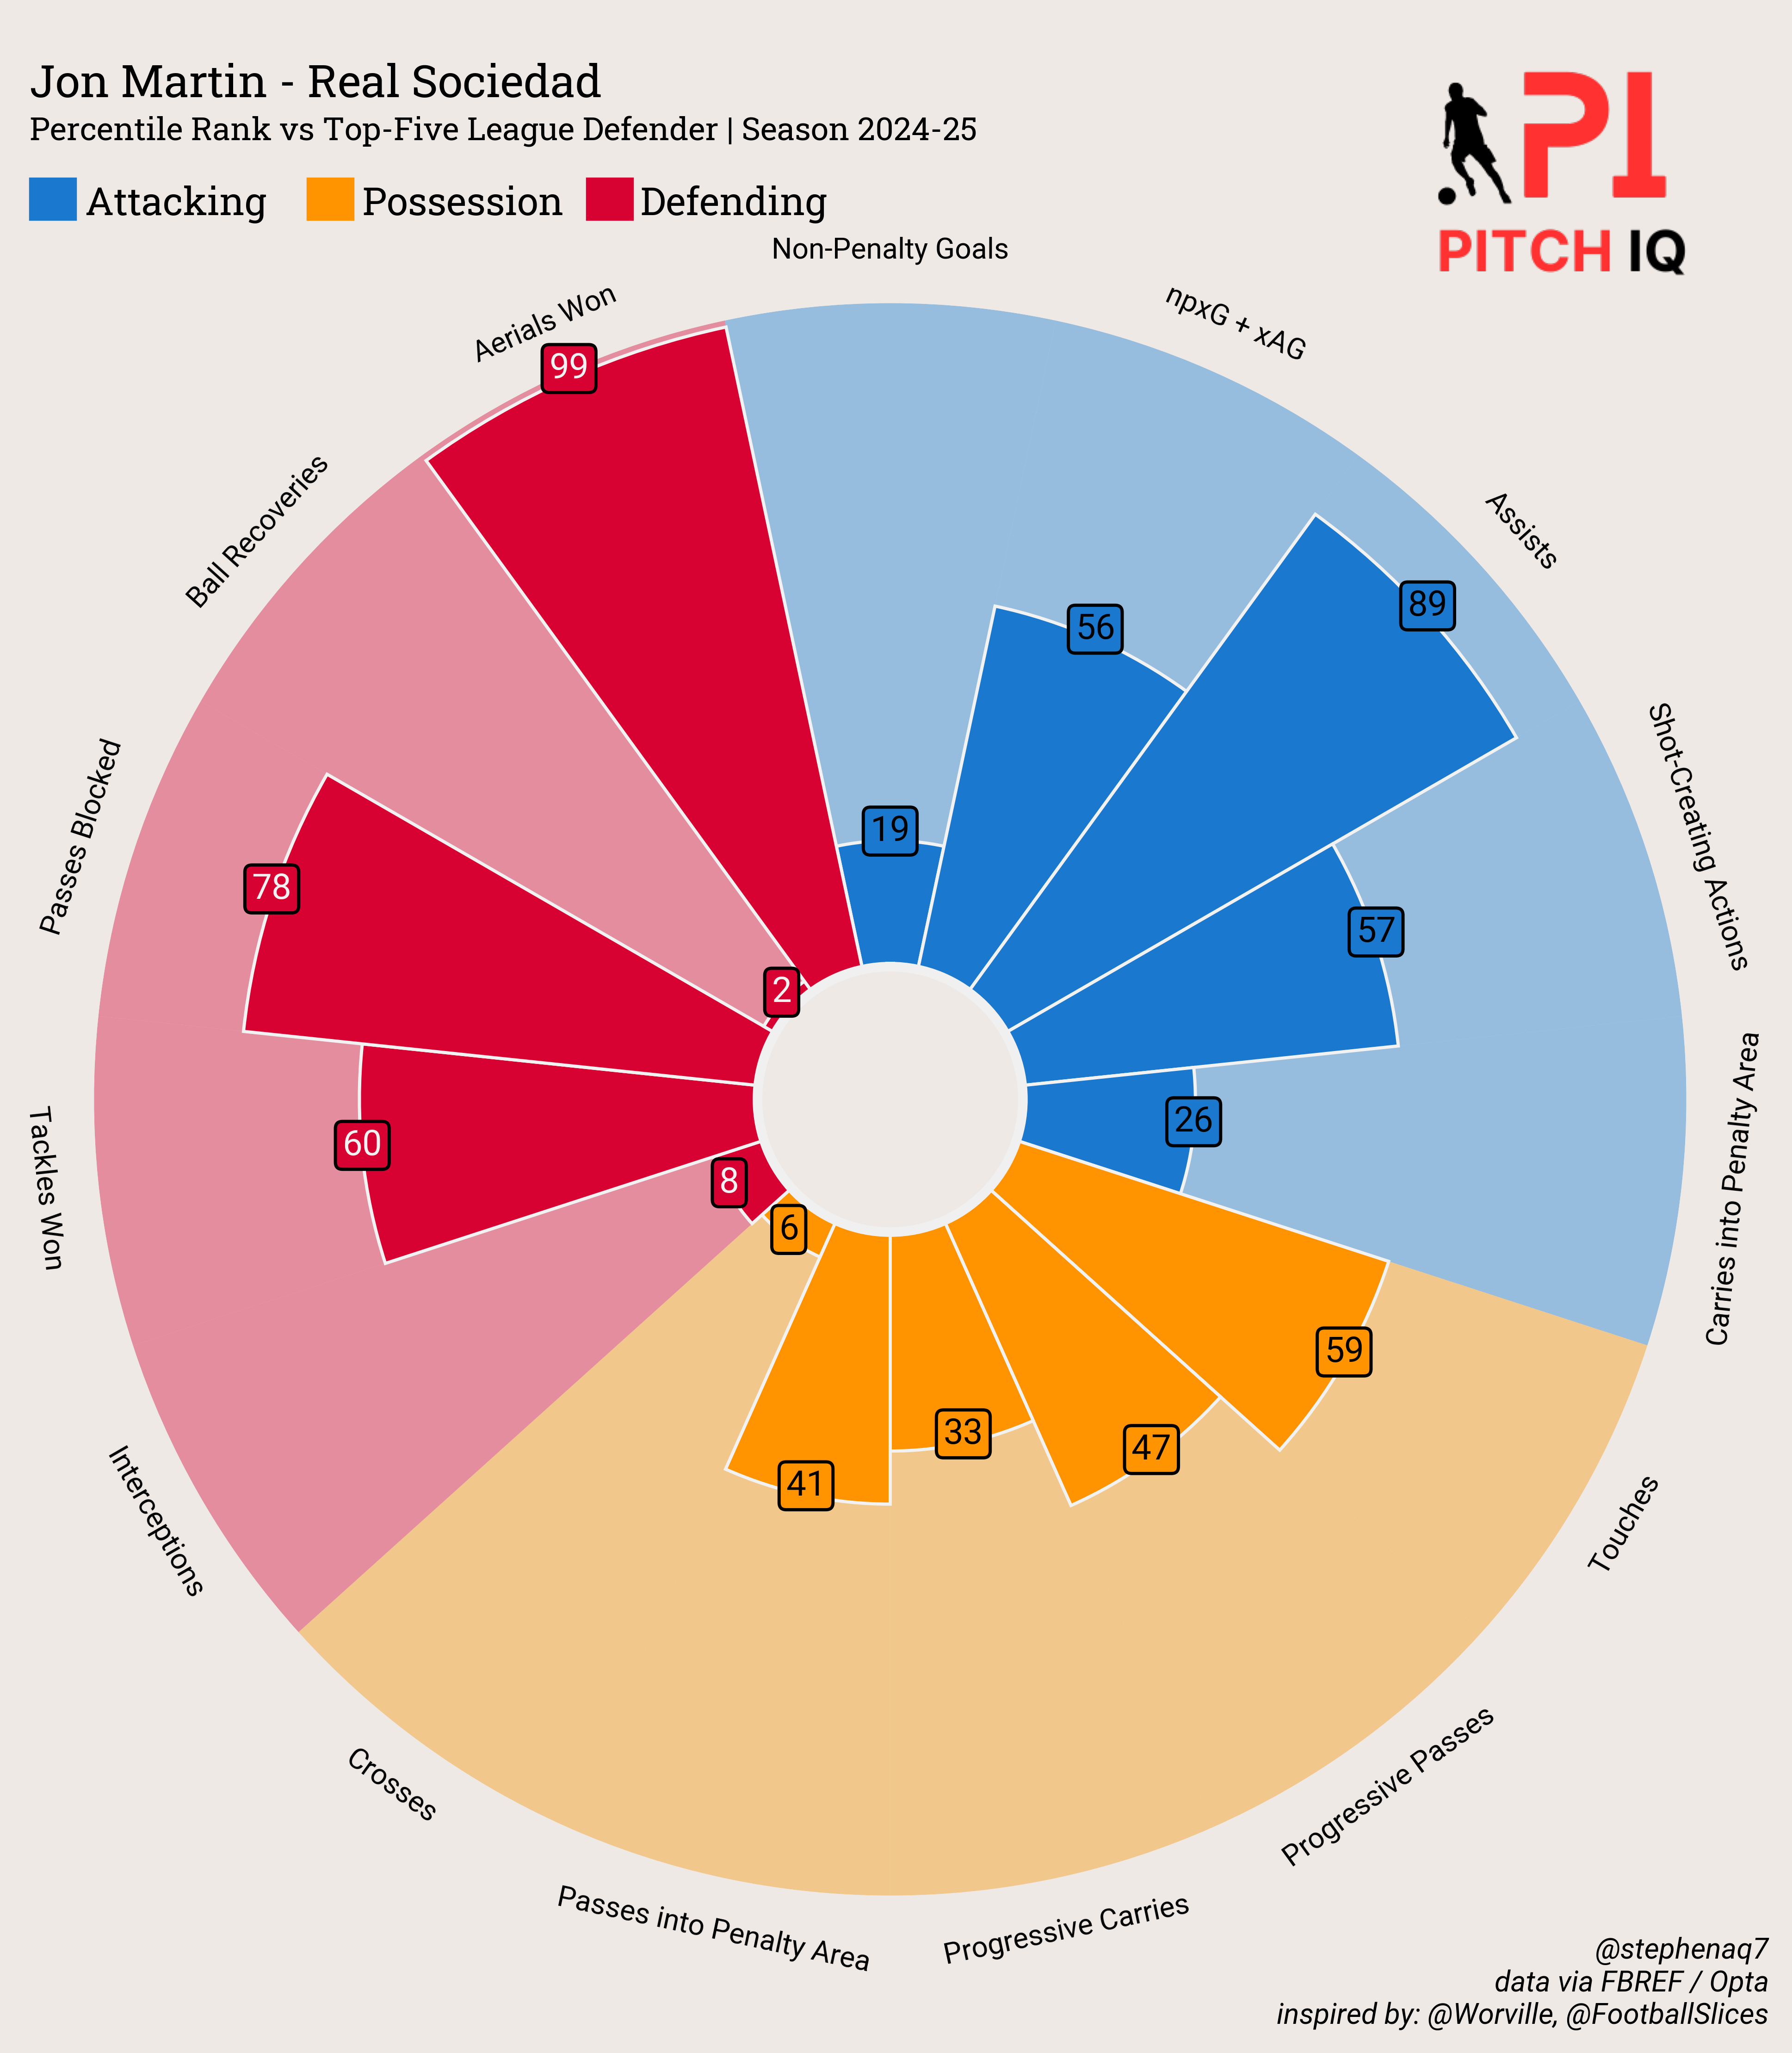 Jon Martin - Real Sociedad
Percentile Rank vs Top-Five League Defender | Season 2024-25
Attacking
Possession
Defending
PI
PITCH IQ
Non-Penalty Goals
19
npxG + xAG
56
Assists
89
Shot-Creating Actions
57
Carries into Penalty Area
26
Touches
59
Progressive Passes
47
Progressive Carries
33
Passes into Penalty Area
41
Crosses
6
Interceptions
8
Tackles Won
60
Passes Blocked
78
Ball Recoveries
2
Aerials Won
99
@stephenaq7
data via FBREF / Opta
inspired by: @Worville, @FootballSlices